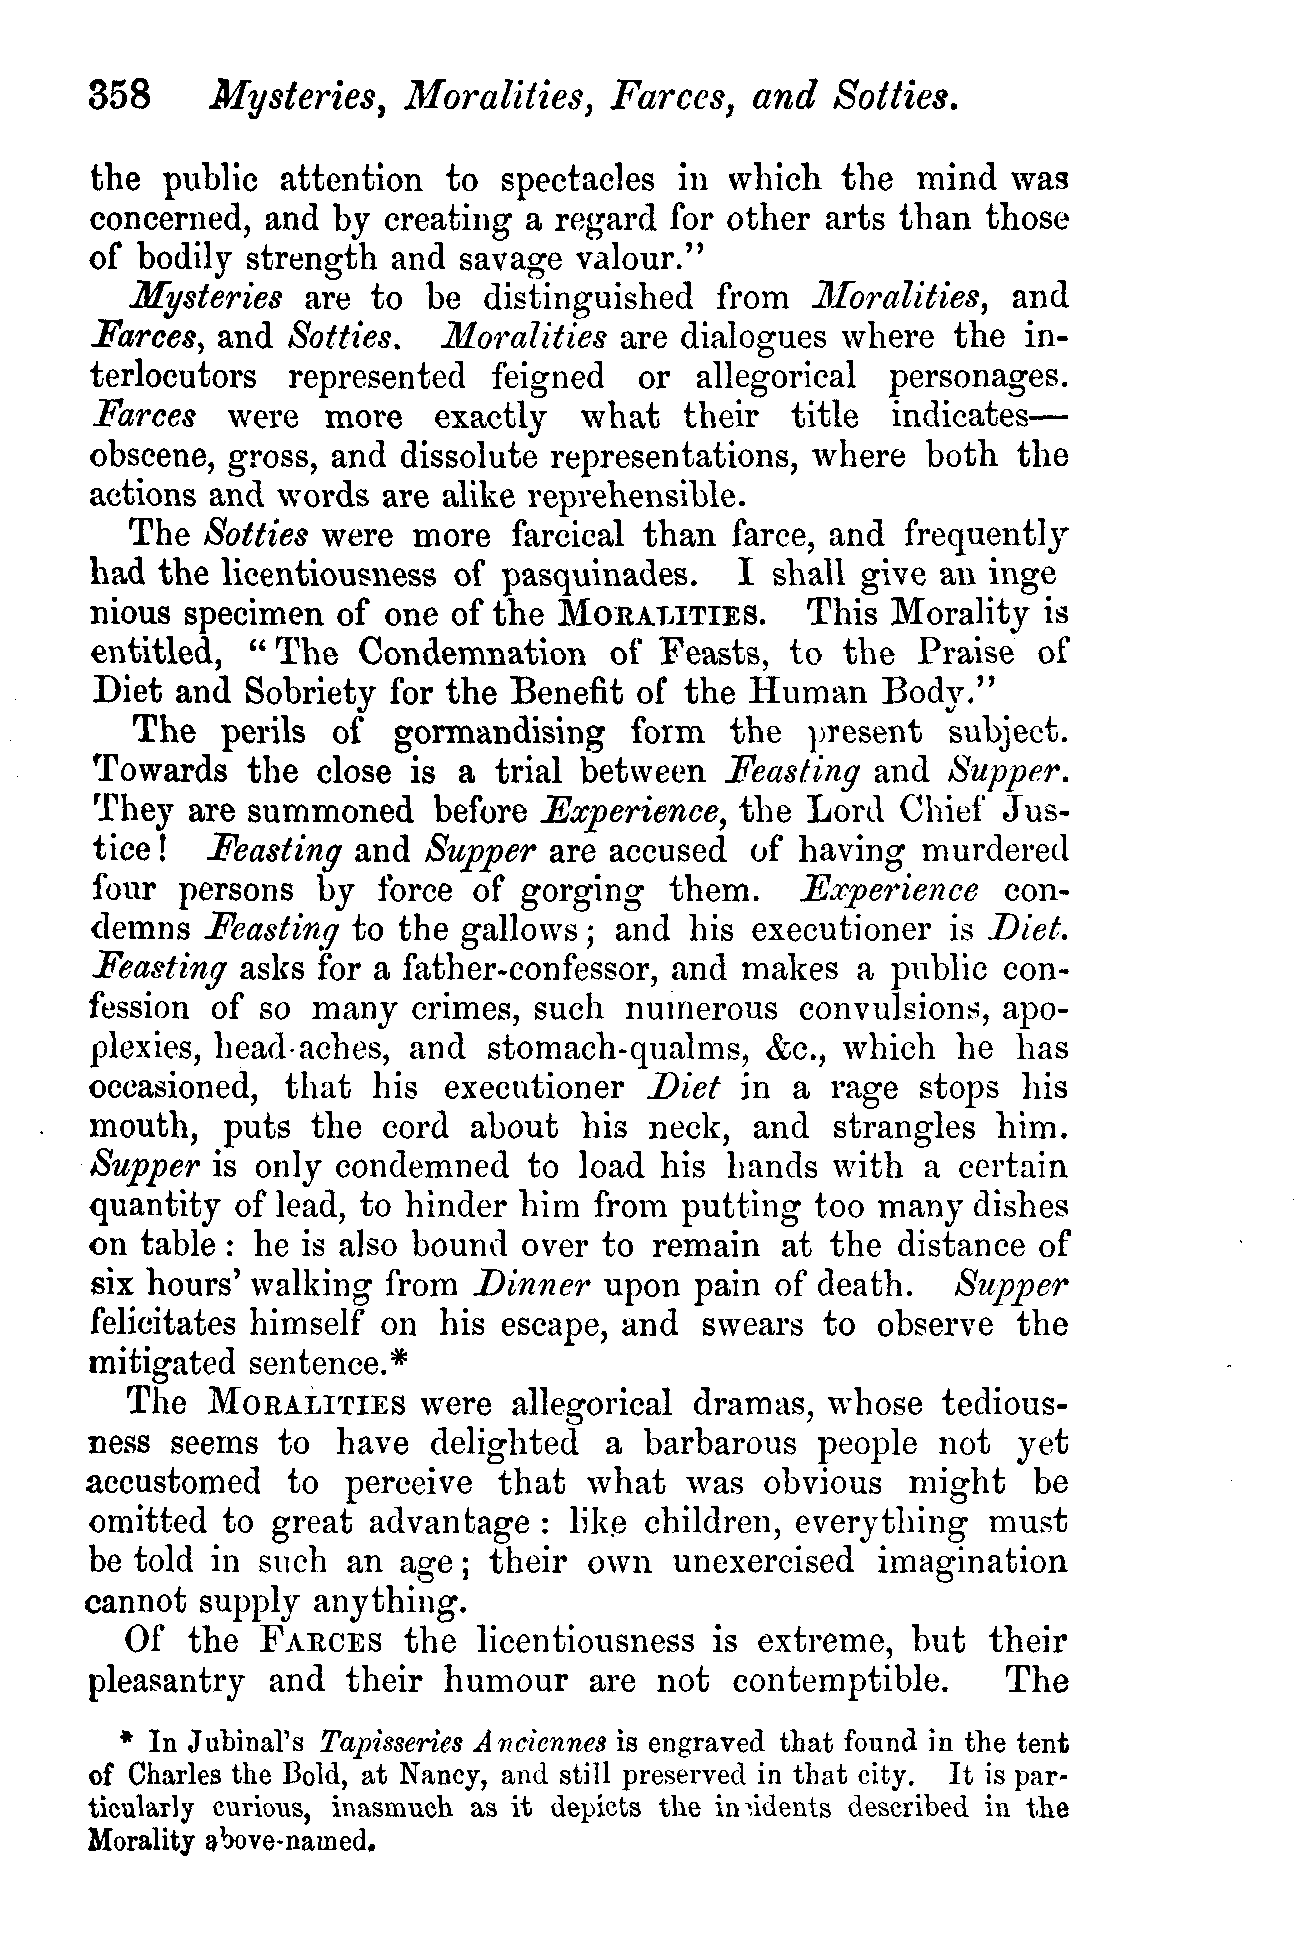 358 Mysteries, Moralities, Farces, and Sotties.
the public attention to spectacles in which the mind was
concerned, and by creating a regard for other arts than those
of bodily strength and savage valour."
Mysteries are to be distinguished from Moralities, and
Farces, and Sotties. Moralities are dialogues where the in-
terlocutors represented feigned or allegorical personages.
Farces were more exactly what their title indicates—
obscene, gross, and dissolute representations, where both the
actions and words are alike reprehensible.
The Sotties were more farcical than farce, and frequently
had the licentiousness of pasquinades. I shall give an inge
nious specimen of one of the MORALITIES. This Morality is
entitled, "The Condemnation of Feasts, to the Praise of
Diet and Sobriety for the Benefit of the Human Body."
The perils of gormandising form the present subject.
Towards the close is a trial between Feasting and Supper.
They are summoned before Experience, the Lord Chief Jus-
tice! Feasting and Supper are accused of having murdered
four persons by force of gorging them. Experience con-
demns Feasting to the gallows; and his executioner is Diet.
Feasting asks for a father-confessor, and makes a public con-
fession of so many crimes, such numerous convulsions, apo-
plexies, head-aches, and stomach-qualms, &c., which he has
occasioned, that his executioner Diet in a rage stops his
mouth, puts the cord about his neck, and strangles him.
Supper is only condemned to load his hands with a certain
quantity of lead, to hinder him from putting too many dishes
on table: he is also bound over to remain at the distance of
six hours' walking from Dinner upon pain of death. Supper
felicitates himself on his escape, and swears to observe the
mitigated sentence.*
The MORALITIES were allegorical dramas, whose tedious-
ness seems to have delighted a barbarous people not yet
accustomed to perceive that what was obvious might be
omitted to great advantage: like children, everything must
be told in such an age; their own unexercised imagination
cannot supply anything.
Of the FARCES the licentiousness is extreme, but their
pleasantry and their humour are not contemptible. The
* In Jubinal's Tapisseries Anciennes is engraved that found in the tent
of Charles the Bold, at Nancy, and still preserved in that city. It is par-
ticularly curious, inasmuch as it depicts the incidents described in the
Morality above-named.